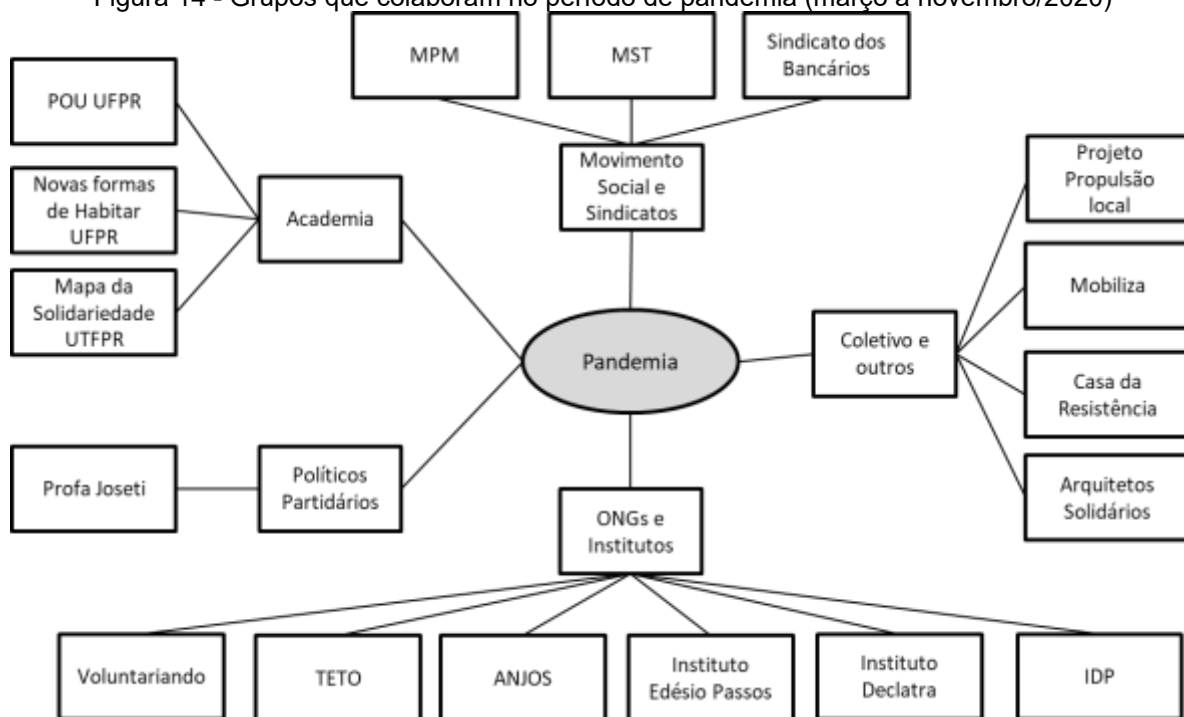 Figura 14 - Grupos que colaboram no período de pandemia (março a novembro/2020)
MPM
MST
Sindicato dos
Bancários
POU UFPR
Novas formas
de Habitar
UFPR
Mapa da
Solidariedade
UTFPR
Academia
Movimento
Social e
Sindicatos
Projeto
Propulsão
local
Mobiliza
Casa da
Resistência
Arquitetos
Solidários
Coletivo e
outros
Pandemia
Profa Joseti
Políticos
Partidários
ONGs e
Institutos
Voluntariando
TETO
ANJOS
Instituto
Edésio Passos
Instituto
Declatra
IDP